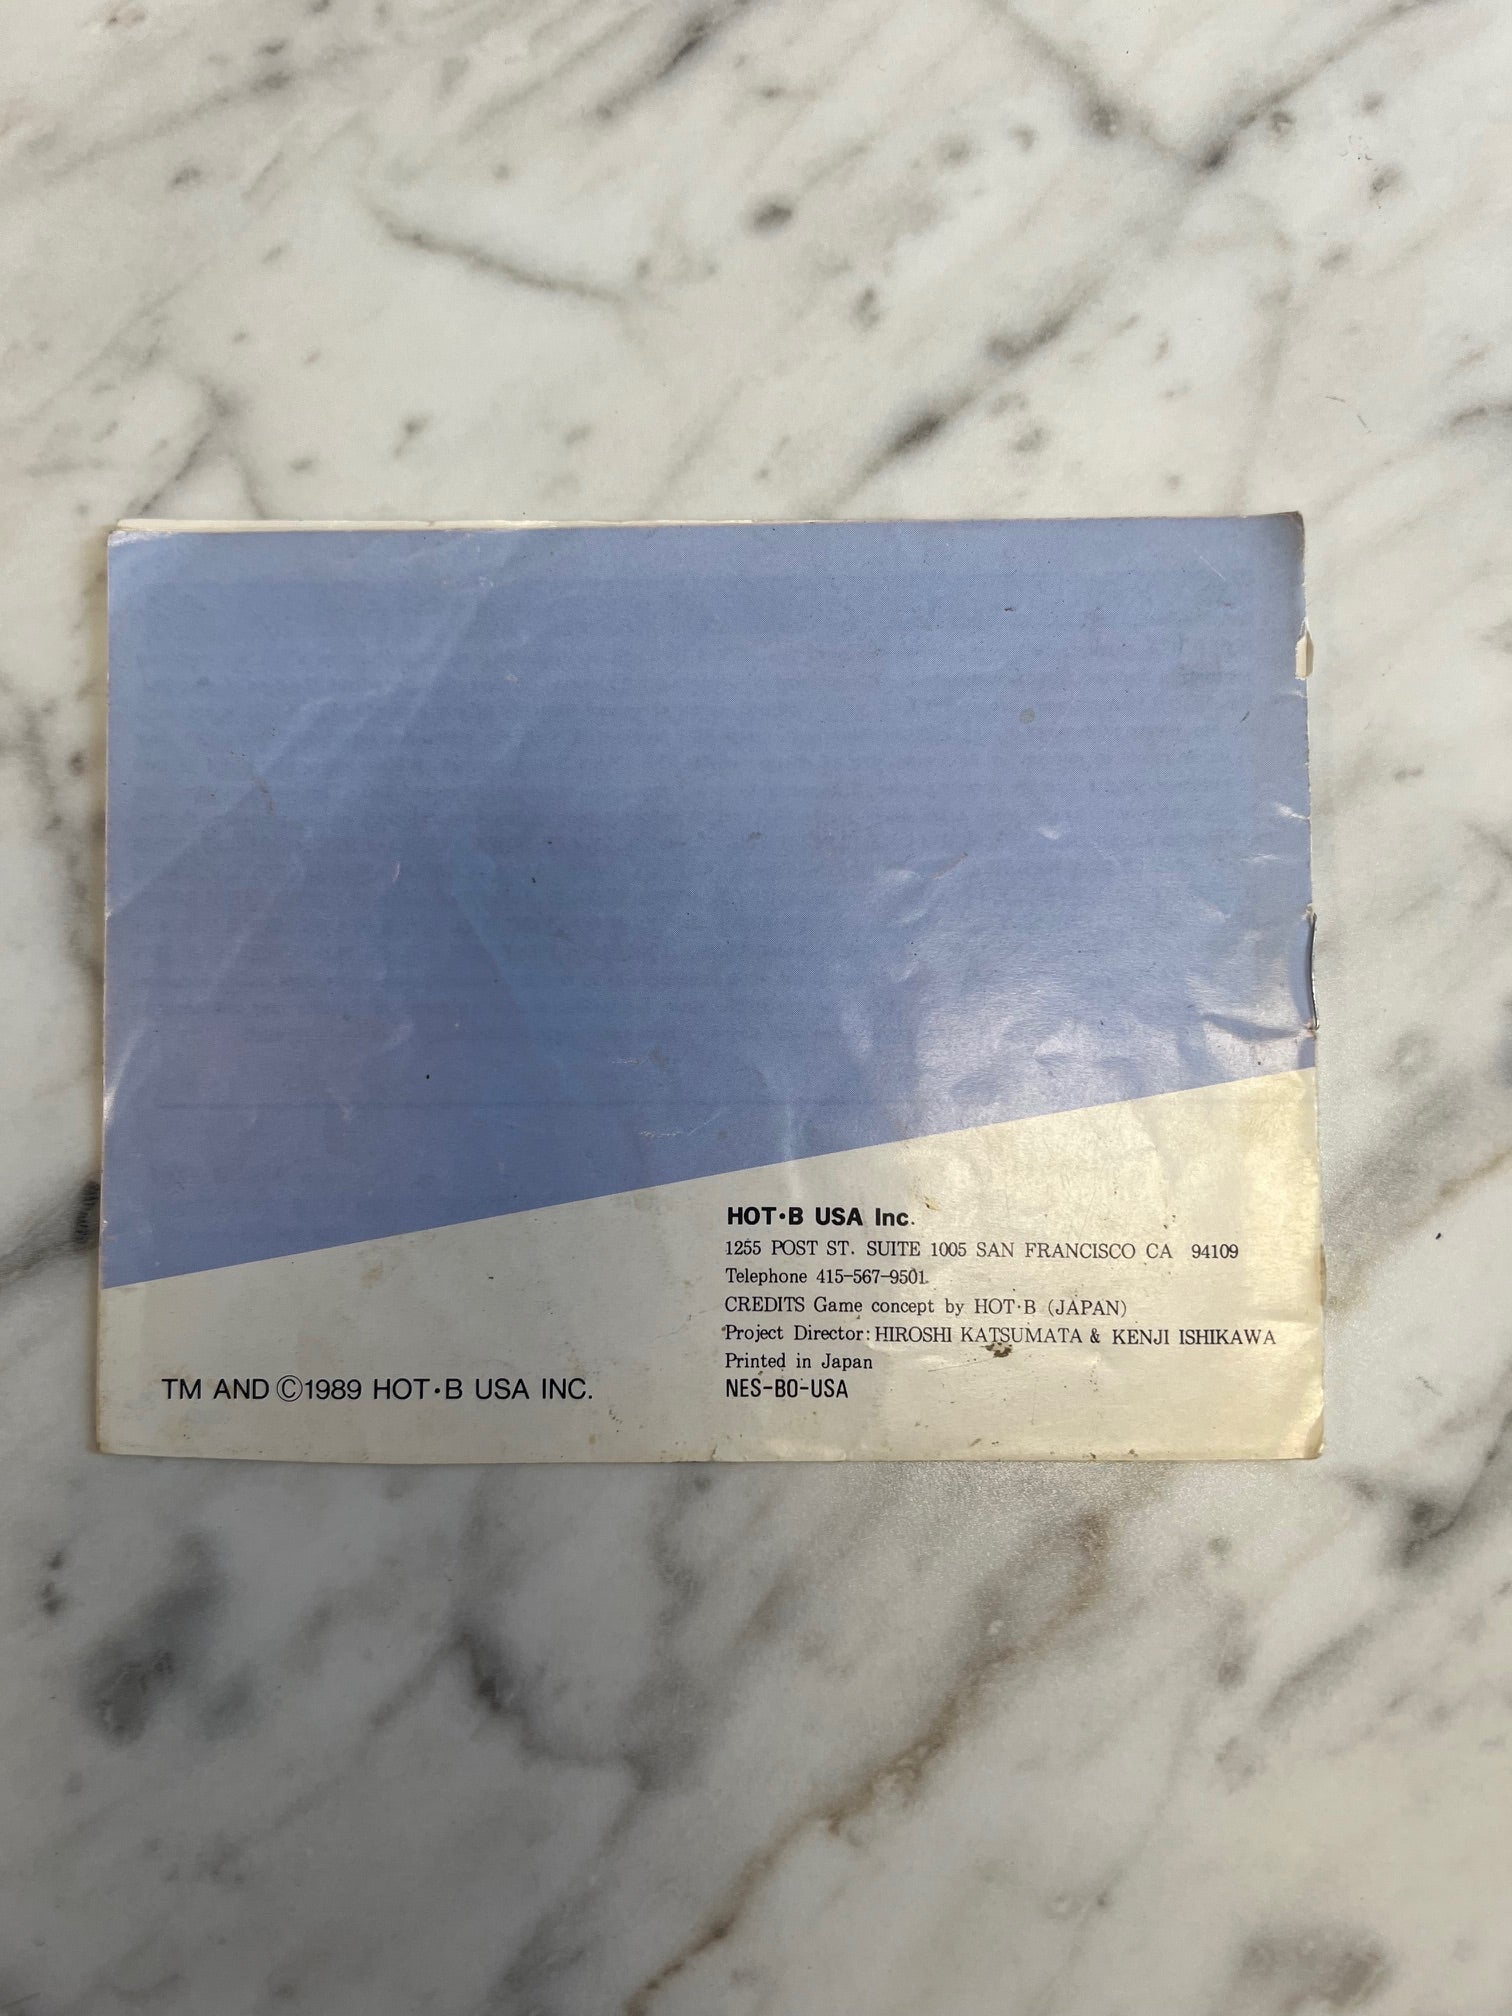 HOT·B USA Inc.
1255 POST ST. SUITE 1005 SAN FRANCISCO CA 94109
Telephone 415-567-9501
CREDITS Game concept by HOT·B (JAPAN)
Project Director: HIROSHI KATSUMATA & KENJI ISHIKAWA
Printed in Japan
NES-BO-USA
TM AND ©1989 HOT·B USA INC.